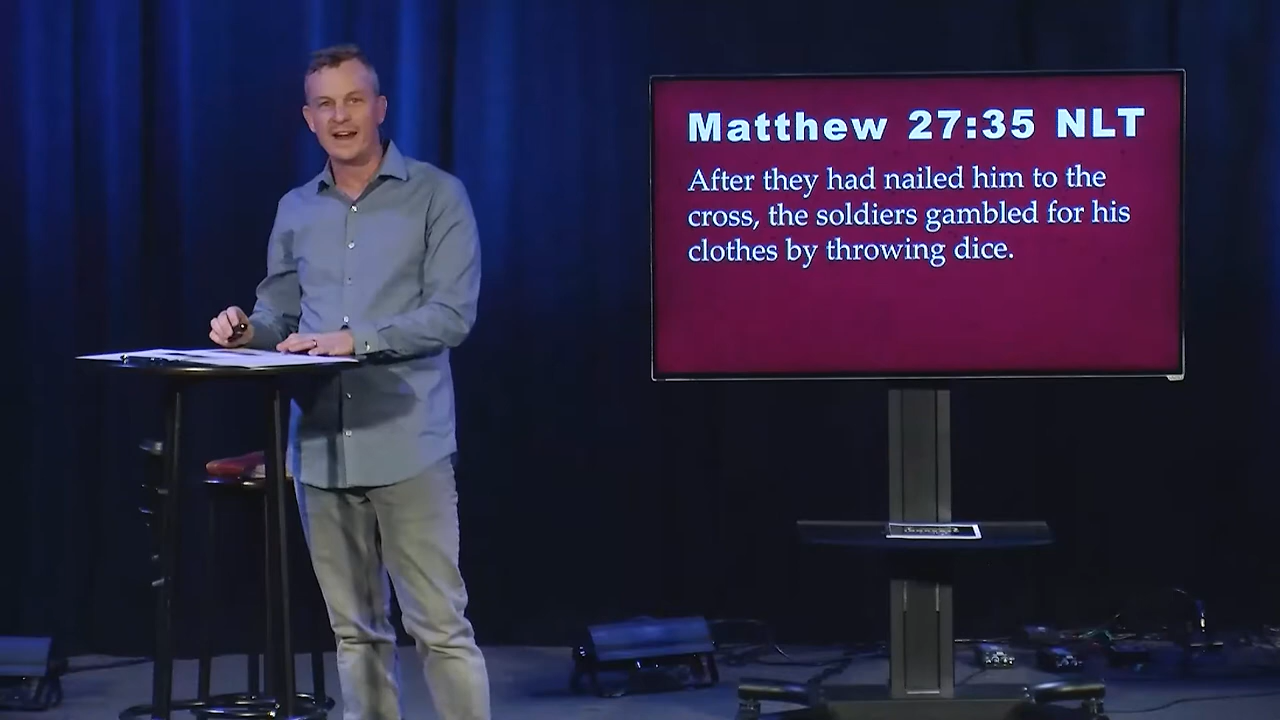 Matthew 27:35 NLT
After they had nailed him to the
cross, the soldiers gambled for his
clothes by throwing dice.